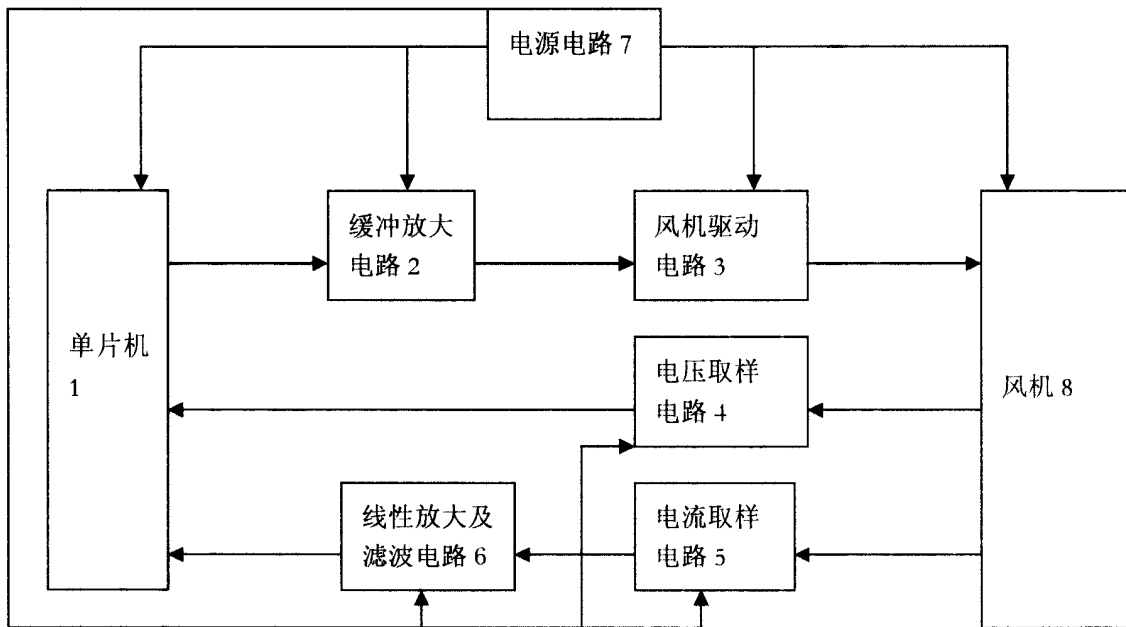 电源电路 7
缓冲放大
电路 2
风机驱动
电路 3
单片机
1
电压取样
电路 4
风机 8
线性放大及
滤波电路 6
电流取样
电路 5